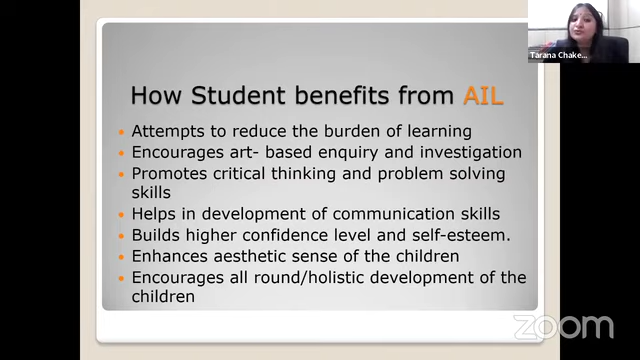 Tarana Chake...
How Student benefits from AIL
Attempts to reduce the burden of learning
Encourages art- based enquiry and investigation
Promotes critical thinking and problem solving
skills
Helps in development of communication skills
Builds higher confidence level and self-esteem.
Enhances aesthetic sense of the children
Encourages all round/holistic development of the
children
zoom